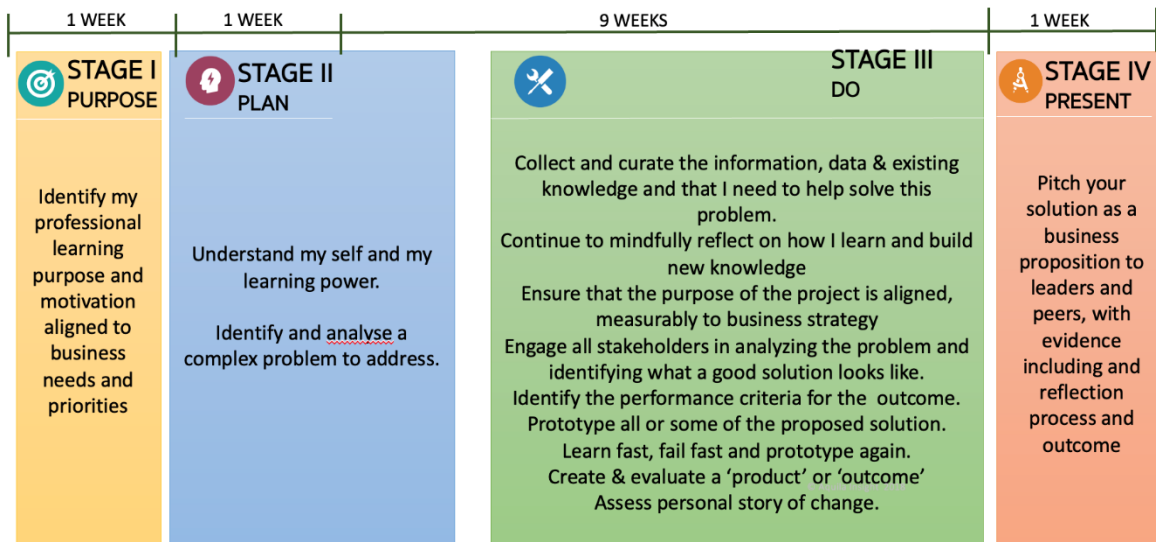 1 WEEK
1 WEEK
9 WEEKS
1 WEEK
STAGE I
PURPOSE
Identify my
professional
learning
purpose and
motivation
aligned to
business
needs and
priorities
STAGE II
PLAN
Understand my self and my
learning power.
Identify and analyse a
complex problem to address.
STAGE III
DO
Collect and curate the information, data & existing
knowledge and that I need to help solve this
problem.
Continue to mindfully reflect on how I learn and build
new knowledge
Ensure that the purpose of the project is aligned,
measurably to business strategy
Engage all stakeholders in analyzing the problem and
identifying what a good solution looks like.
Identify the performance criteria for the  outcome.
Prototype all or some of the proposed solution.
Learn fast, fail fast and prototype again.
Create & evaluate a ‘product’ or ‘outcome’
Assess personal story of change.
STAGE IV
PRESENT
Pitch your
solution as a
business
proposition to
leaders and
peers, with
evidence
including and
reflection
process and
outcome